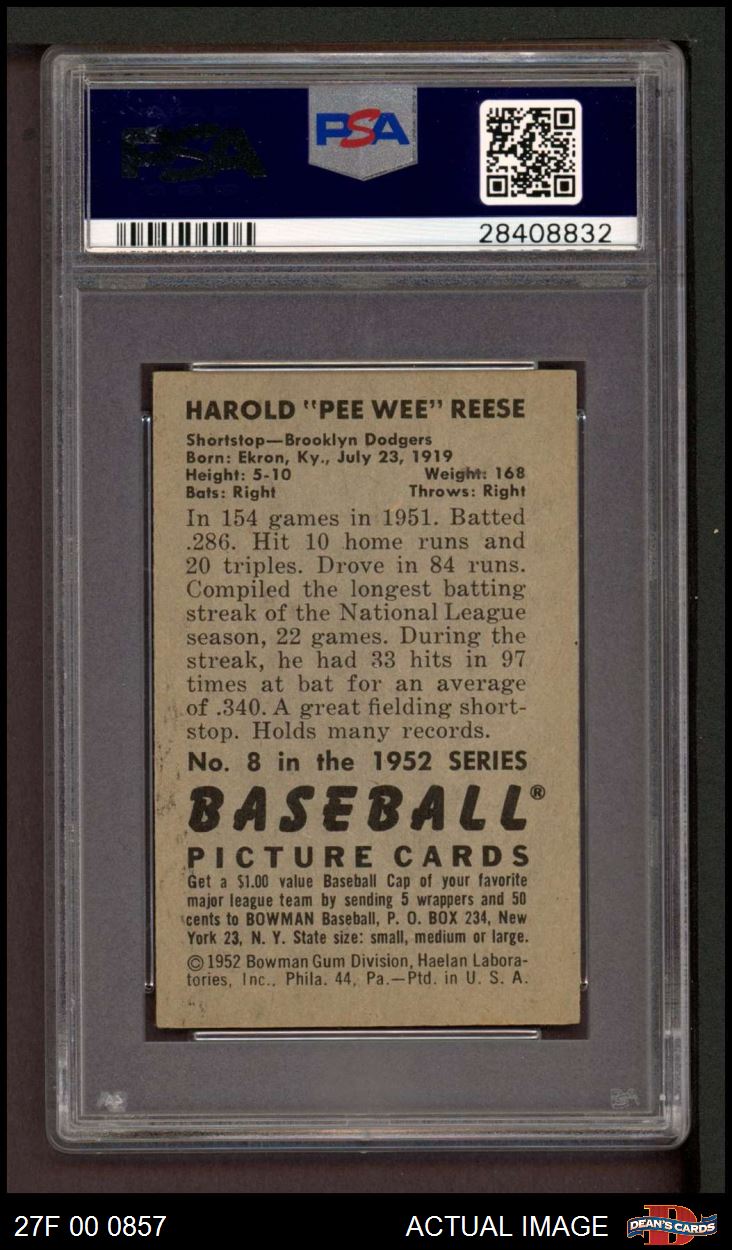 PSA
PSA
28408832
HAROLD "PEE WEE" REESE
Shortstop—Brooklyn Dodgers
Born: Ekron, Ky., July 23, 1919
Height: 5-10 Weight: 168
Bats: Right Throws: Right
In 154 games in 1951. Batted
.286. Hit 10 home runs and
20 triples. Drove in 84 runs.
Compiled the longest batting
streak of the National League
season, 22 games. During the
streak, he had 33 hits in 97
times at bat for an average
of .340. A great fielding short-
stop. Holds many records.
No. 8 in the 1952 SERIES
BASEBALL®
PICTURE CARDS
Get a $1.00 value Baseball Cap of your favorite
major league team by sending 5 wrappers and 50
cents to BOWMAN Baseball, P. O. BOX 234, New
York 23, N. Y. State size: small, medium or large.
© 1952 Bowman Gum Division, Haelan Labora-
tories, Inc., Phila. 44, Pa.—Ptd. in U. S. A.
PSA
27F 00 0857 ACTUAL IMAGE DEAN'S CARDS